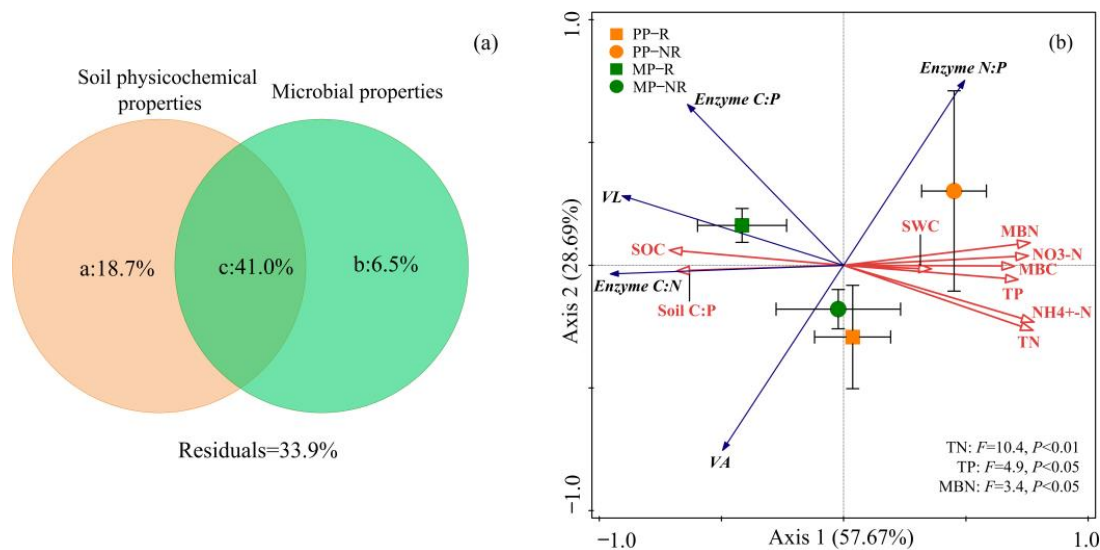 (a)
Soil physicochemical
properties
Microbial properties
a:18.7%
c:41.0%
b:6.5%
Residuals=33.9%
(b)
1.0
Axis 2 (28.69%)
−1.0
PP−R
PP−NR
MP−R
MP−NR
Enzyme N:P
Enzyme C:P
VL
SWC
MBN
SOC
NO3-N
MBC
Enzyme C:N
TP
Soil C:P
NH4+-N
TN
VA
TN: F=10.4, P<0.01
TP: F=4.9, P<0.05
MBN: F=3.4, P<0.05
−1.0
Axis 1 (57.67%)
1.0